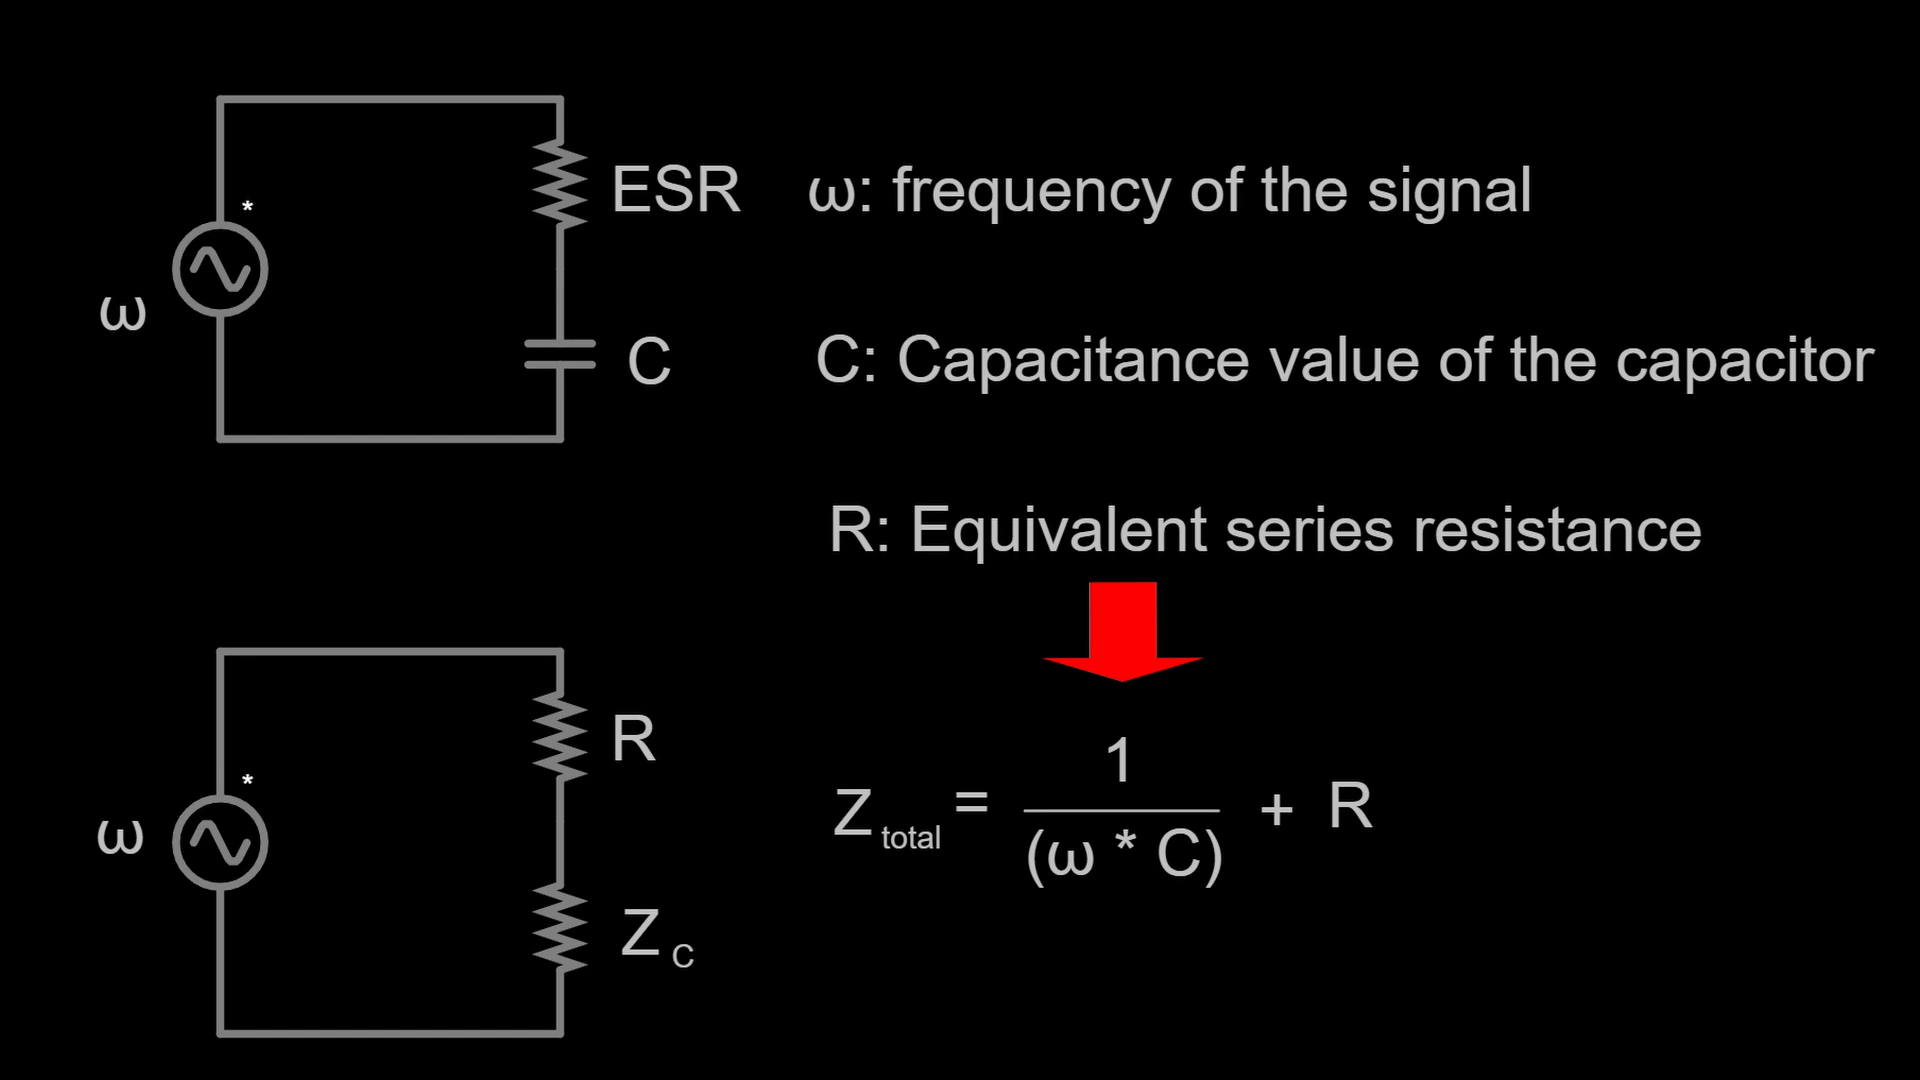 *
ESR
ω
C
ω: frequency of the signal
C: Capacitance value of the capacitor
R: Equivalent series resistance
*
R
ω
Z C
1
Z total = ――― + R
(ω * C)